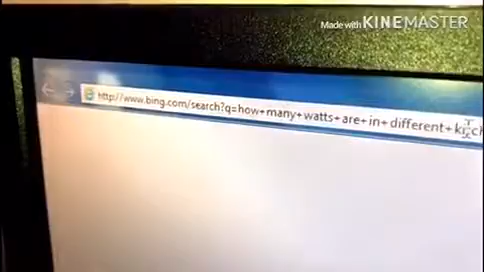 Made with KINEMASTER
http://www.bing.com/search?q=how+many+watts+are+in+different+